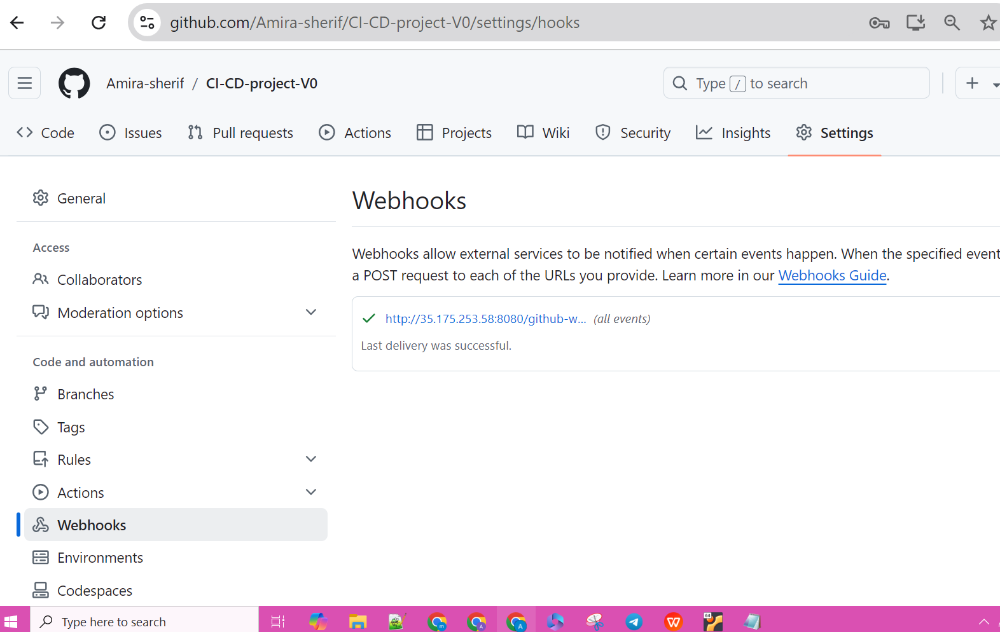 github.com/Amira-sherif/CI-CD-project-V0/settings/hooks
Amira-sherif / CI-CD-project-V0
Type / to search
Code Issues Pull requests Actions Projects Wiki Security Insights Settings
General
Access
Collaborators
Moderation options
Code and automation
Branches
Tags
Rules
Actions
Webhooks
Environments
Codespaces
Webhooks
Webhooks allow external services to be notified when certain events happen. When the specified event
a POST request to each of the URLs you provide. Learn more in our Webhooks Guide.
http://35.175.253.58:8080/github-w... (all events)
Last delivery was successful.
Type here to search
m
A
A
W
64